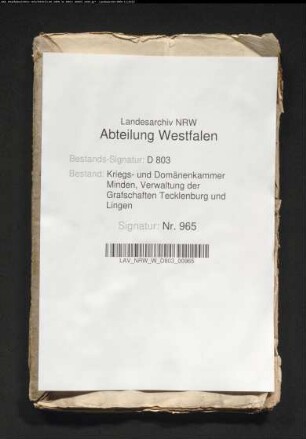 Landesarchiv NRW
Abteilung Westfalen
Bestands-Signatur: D 803
Bestand: Kriegs- und Domänenkammer
Minden, Verwaltung der
Grafschaften Tecklenburg und
Lingen
Signatur: Nr. 965
LAV_NRW_W_D803_00965